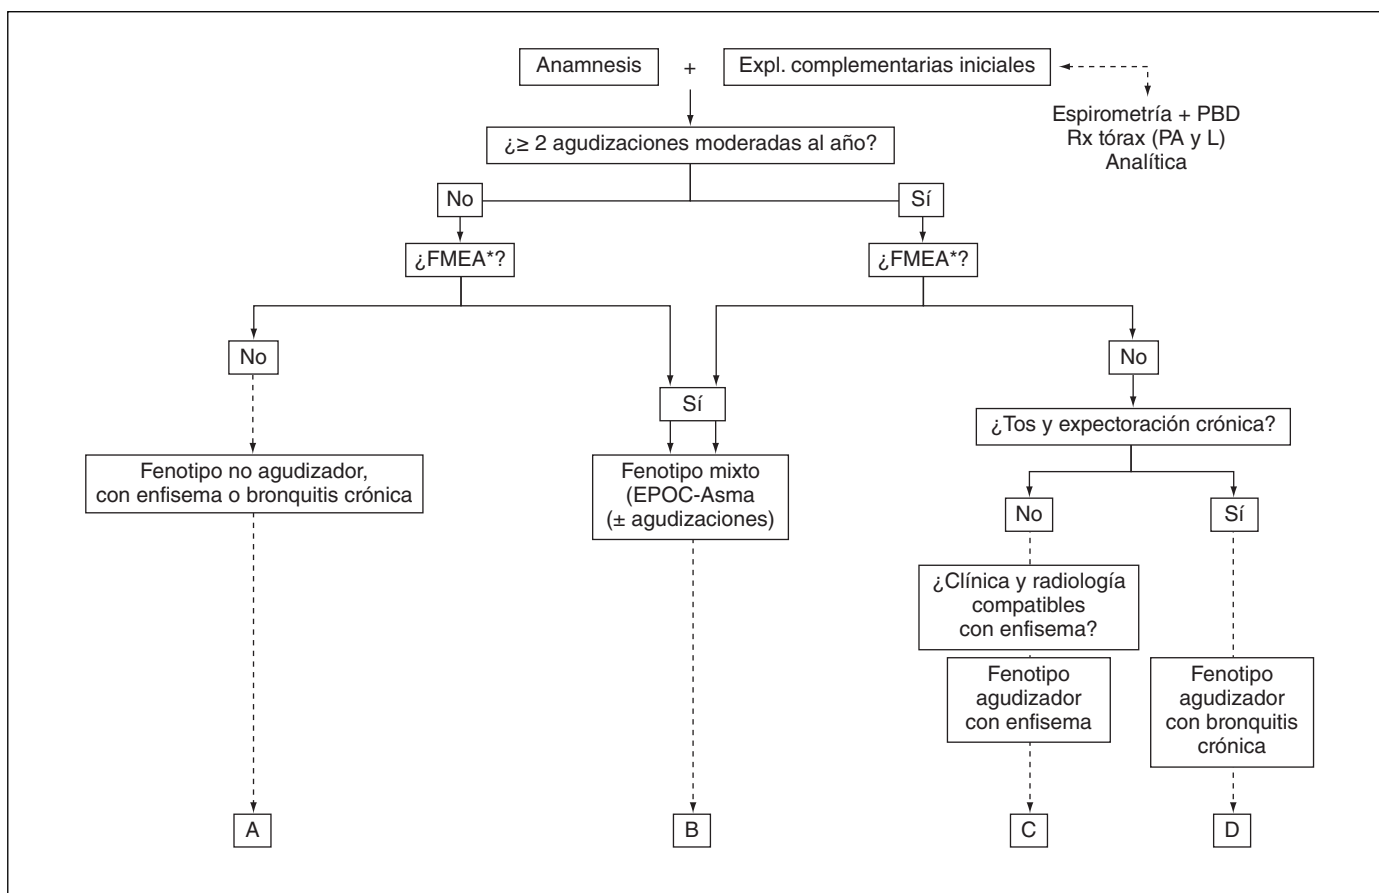 Anamnesis + Expl. complementarias iniciales
Espirometría + PBD
Rx tórax (PA y L)
Analítica
¿≥ 2 agudizaciones moderadas al año?
No
Sí
¿FMEA*?
¿FMEA*?
No
Sí
No
¿Tos y expectoración crónica?
Fenotipo no agudizador,
con enfisema o bronquitis crónica
Fenotipo mixto
(EPOC-Asma
(± agudizaciones)
No
Sí
¿Clínica y radiología
compatibles
con enfisema?
Fenotipo
agudizador
con enfisema
Fenotipo
agudizador
con bronquitis
crónica
A
B
C
D